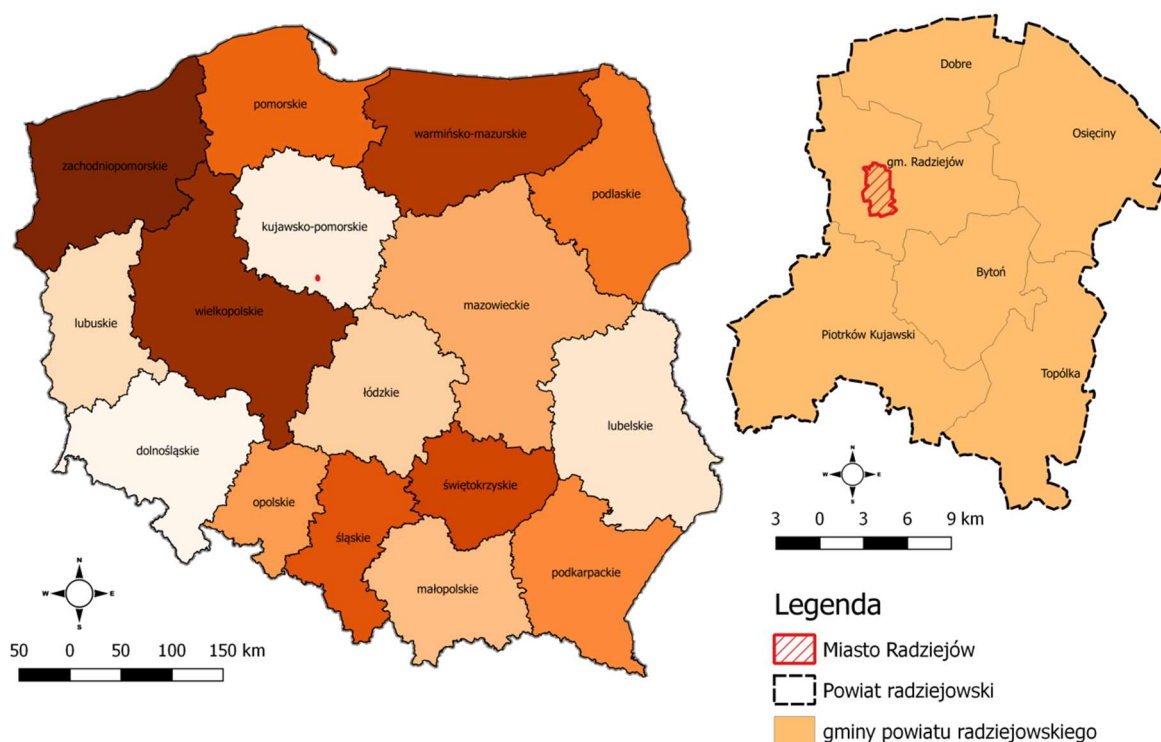 pomorskie
warmińsko-mazurskie
zachodniopomorskie
podlaskie
kujawsko-pomorskie
mazowieckie
wielkopolskie
lubuskie
łódzkie
lubelskie
dolnośląskie
świętokrzyskie
opolskie
śląskie
podkarpackie
małopolskie
N
W E
S
50 0 50 100 150 km
Dobre
Osięciny
gm. Radziejów
Bytoń
Piotrków Kujawski
Topólka
N
W E
S
3 0 3 6 9 km
Legenda
Miasto Radziejów
Powiat radziejowski
gminy powiatu radziejowskiego